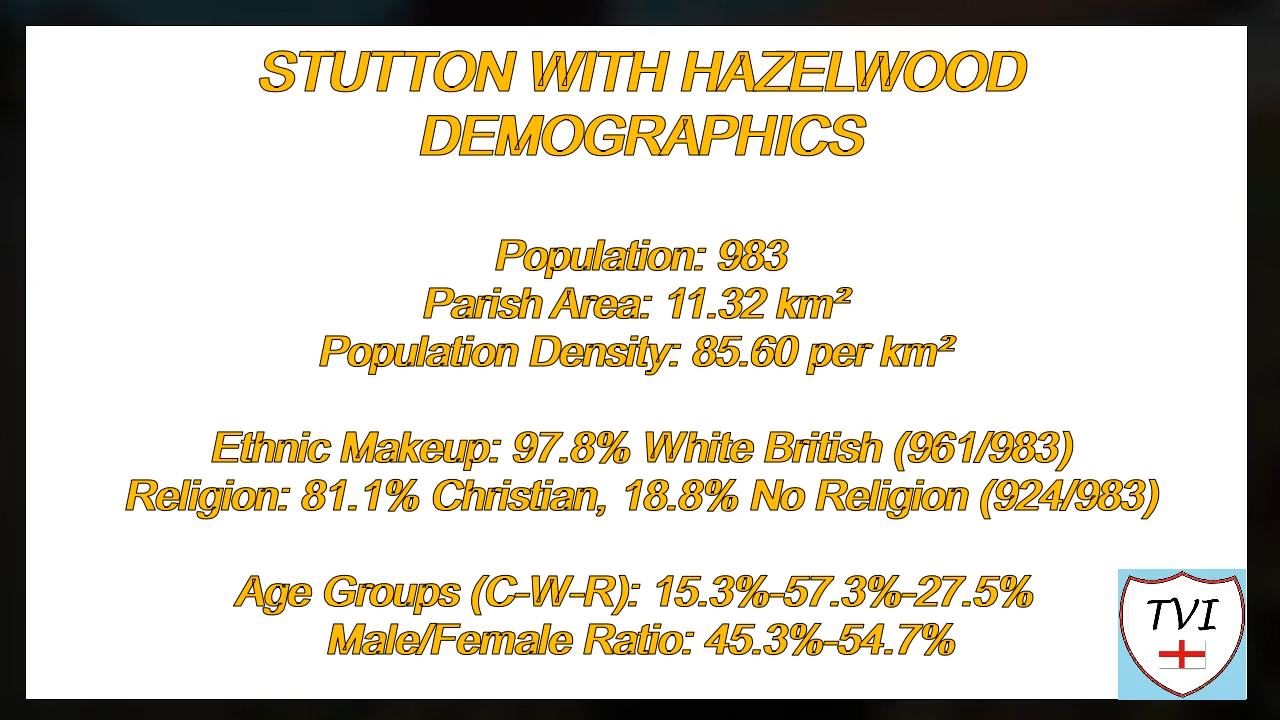 STUTTON WITH HAZELWOOD
DEMOGRAPHICS
Population: 983
Parish Area: 11.32 km²
Population Density: 85.60 per km²
Ethnic Makeup: 97.8% White British (961/983)
Religion: 81.1% Christian, 18.8% No Religion (924/983)
Age Groups (C-W-R): 15.3%-57.3%-27.5%
Male/Female Ratio: 45.3%-54.7%
TVI